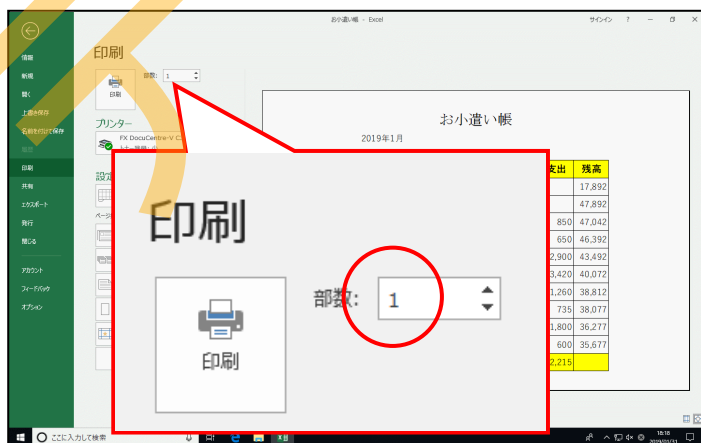 お小遣い帳 - Excel
サインイン ? − ×
情報
新規
開く
上書き保存
名前を付けて保存
履歴
印刷
共有
エクスポート
発行
閉じる
アカウント
フィードバック
オプション
印刷
印刷
部数: 1
プリンター
FX DocuCentre-V C
設定
ページ
お小遣い帳
2019年1月
支出 残高
17,892
47,892
850 47,042
650 46,392
2,900 43,492
3,420 40,072
1,260 38,812
735 38,077
1,800 36,277
600 35,677
2,215
印刷
印刷
部数: 1
ここに入力して検索
16:18
2019/01/31